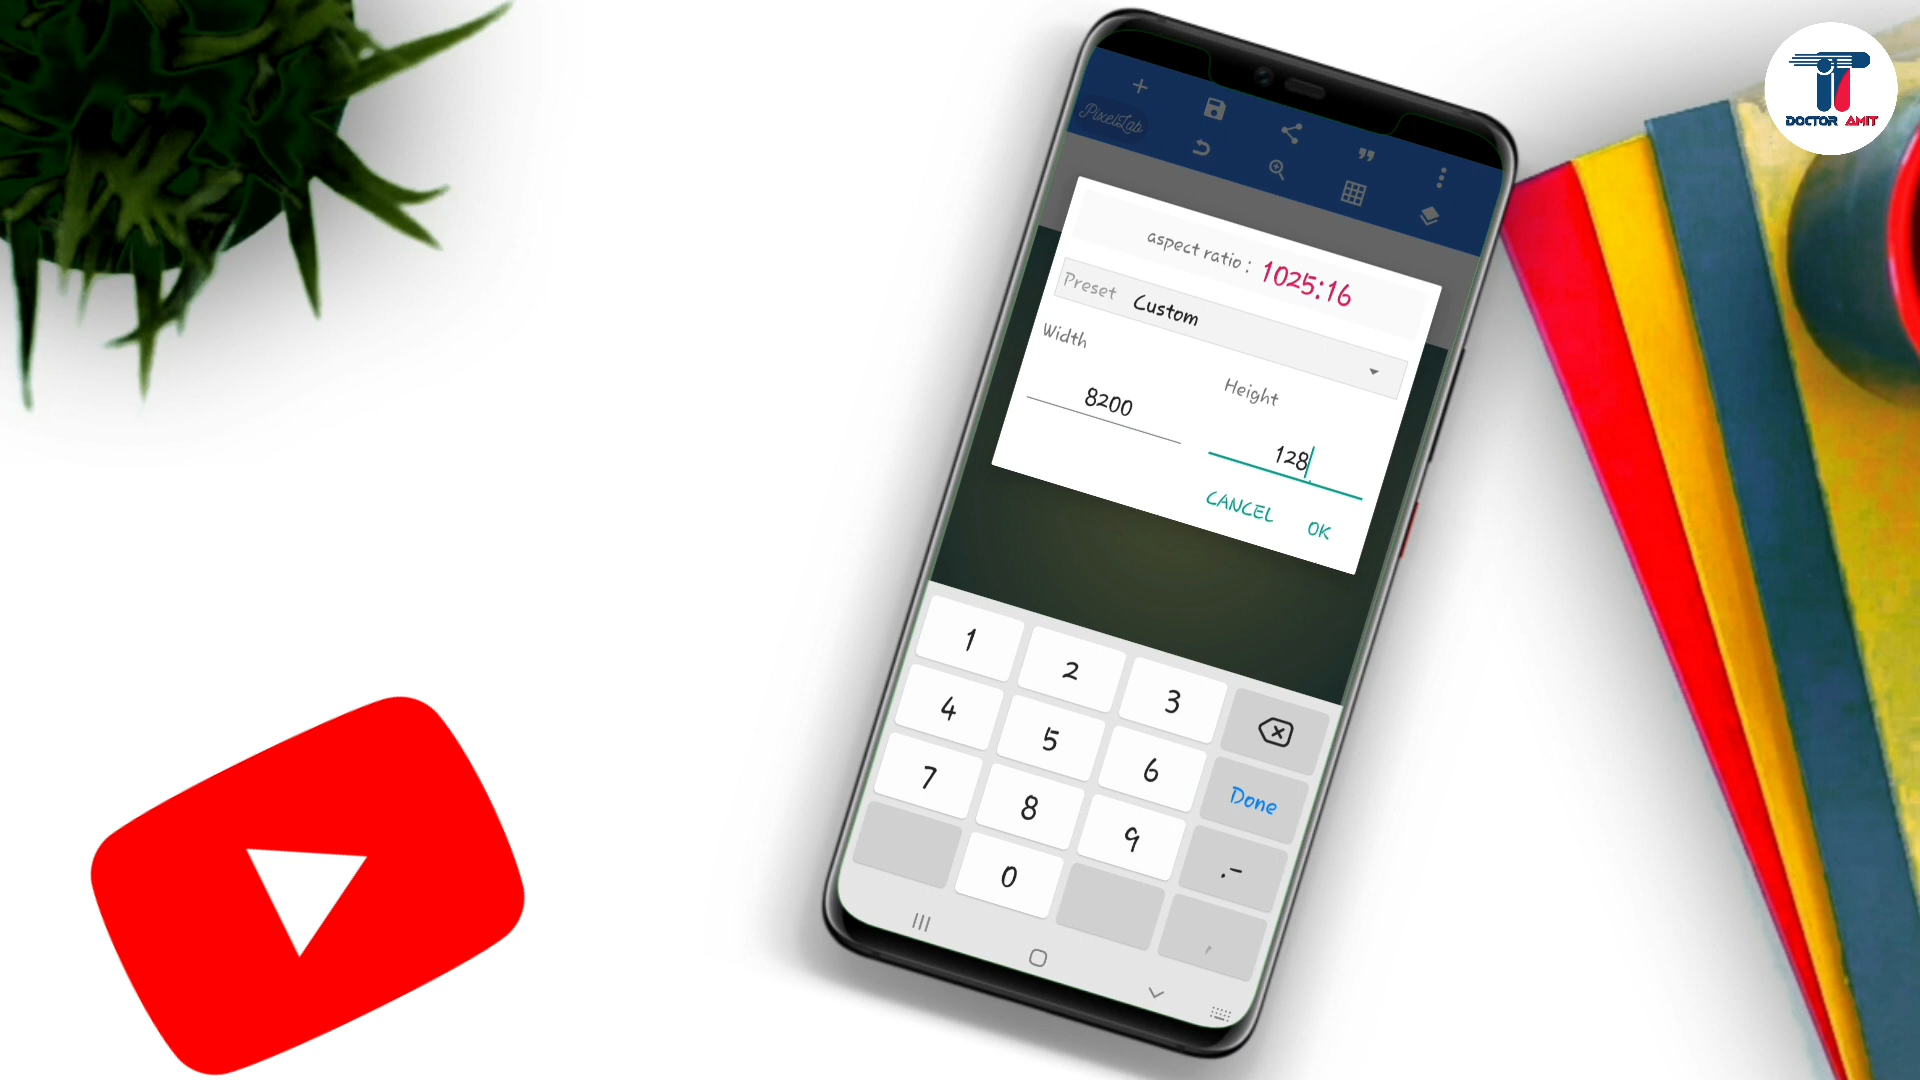 DOCTOR AMIT
PixelLab
aspect ratio : 1025:16
Preset Custom
Width
Height
8200
128
CANCEL OK
1 2 3
4 5 6
Done
7 8 9
.-
0
,